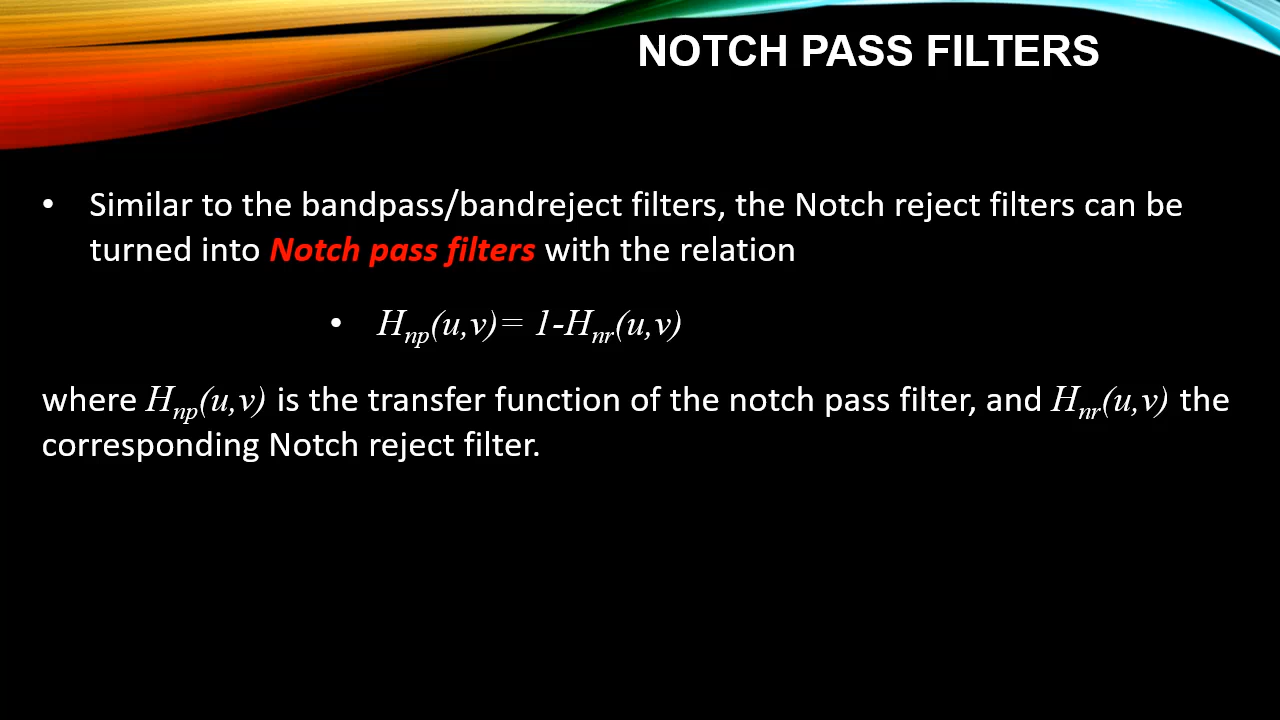 NOTCH PASS FILTERS
• Similar to the bandpass/bandreject filters, the Notch reject filters can be
turned into Notch pass filters with the relation
• Hnp(u,v)= 1-Hnr(u,v)
where Hnp(u,v) is the transfer function of the notch pass filter, and Hnr(u,v) the
corresponding Notch reject filter.